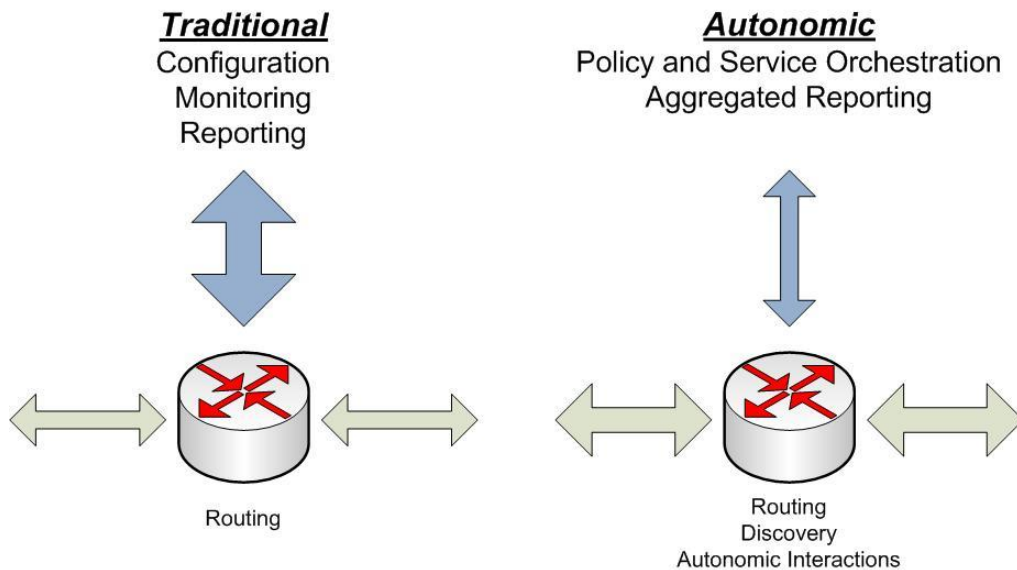 Traditional
Configuration
Monitoring
Reporting
Routing
Autonomic
Policy and Service Orchestration
Aggregated Reporting
Routing
Discovery
Autonomic Interactions